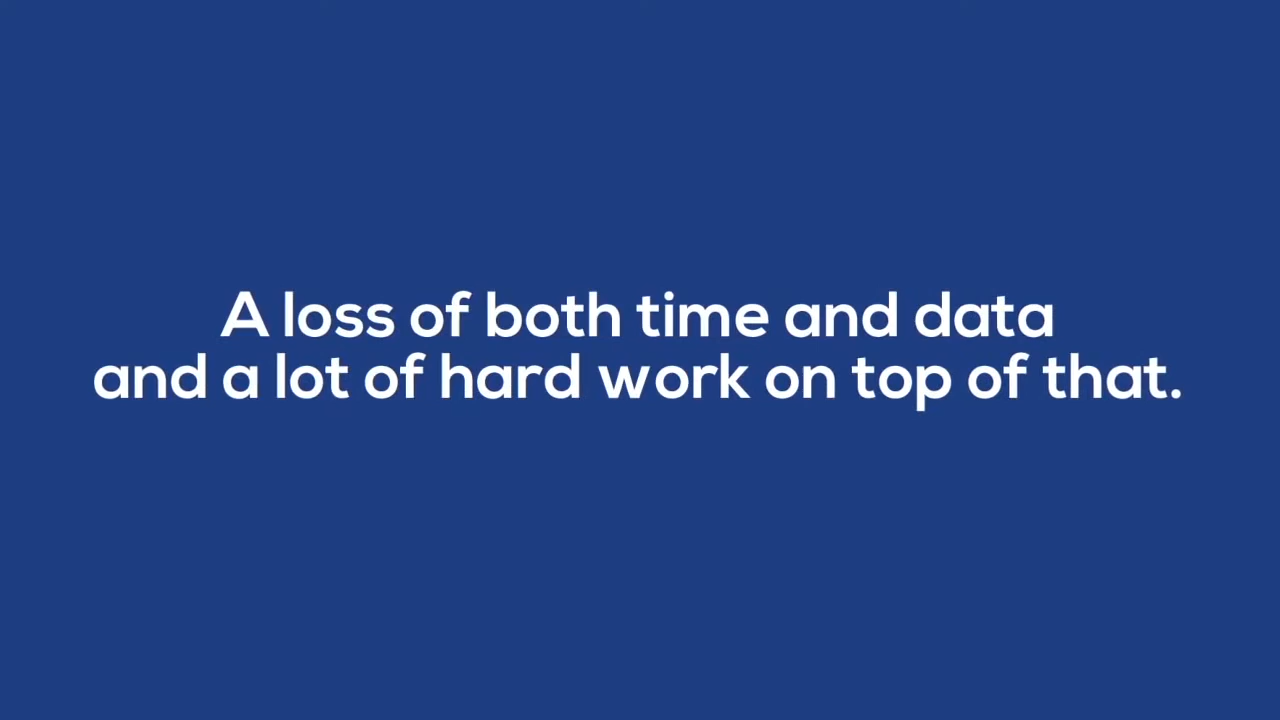 A loss of both time and data
and a lot of hard work on top of that.